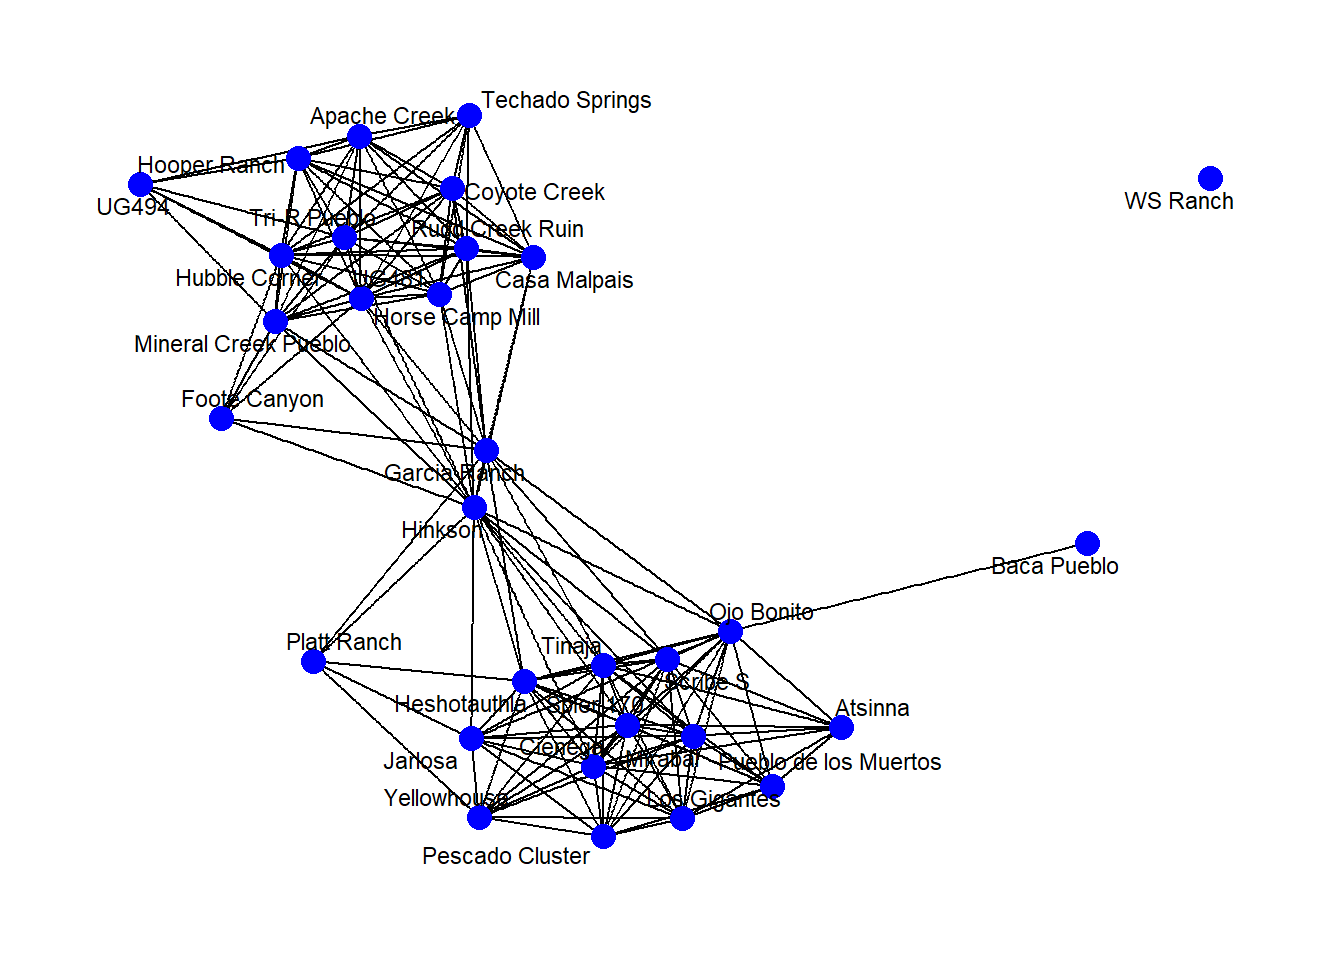 Techado Springs
Apache Creek
Hooper Ranch
WS Ranch
Coyote Creek
UG494
Tri-R Pueblo
Rudd Creek Ruin
Hubble Corner
UG481
Casa Malpais
Horse Camp Mill
Mineral Creek Pueblo
Foote Canyon
Garcia Ranch
Hinkson
Baca Pueblo
Ojo Bonito
Platt Ranch
Tinaja
Scribe S
Heshotauthla
Spier 170
Atsinna
Cienega
Mirabal
Pueblo de los Muertos
Jarlosa
Yellowhouse
Los Gigantes
Pescado Cluster